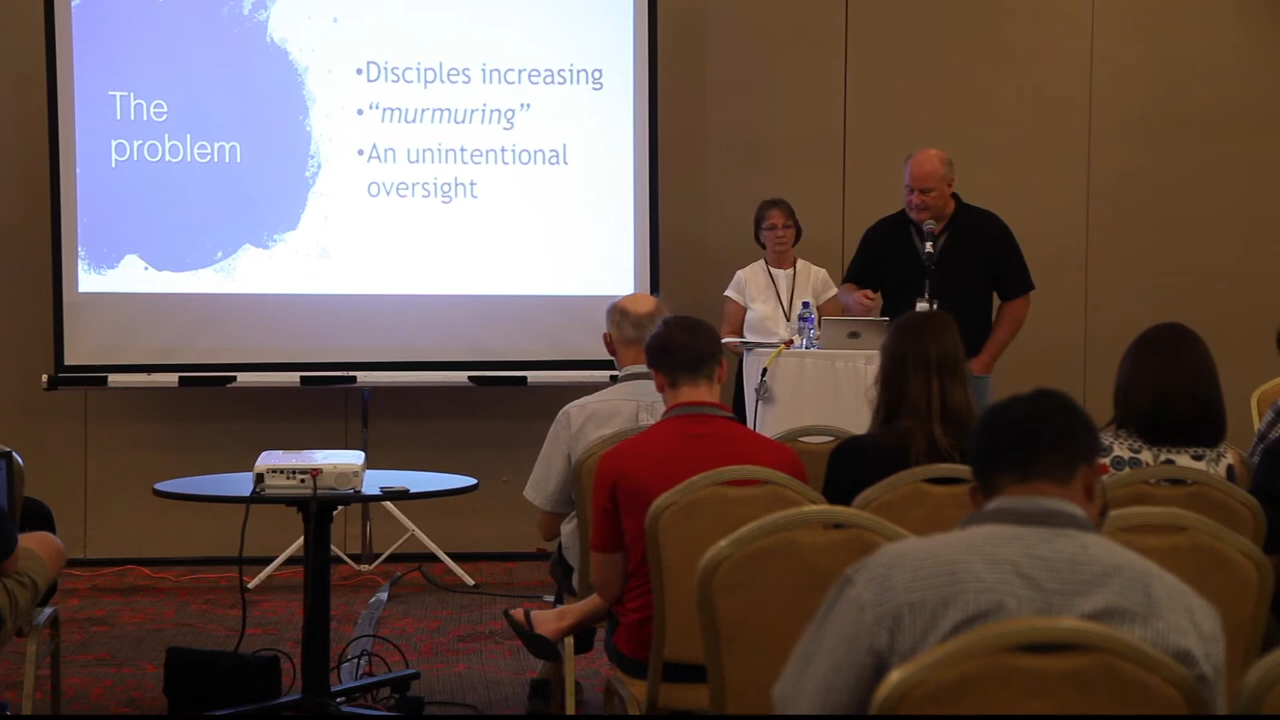 The
problem
•Disciples increasing
•“murmuring”
•An unintentional
oversight